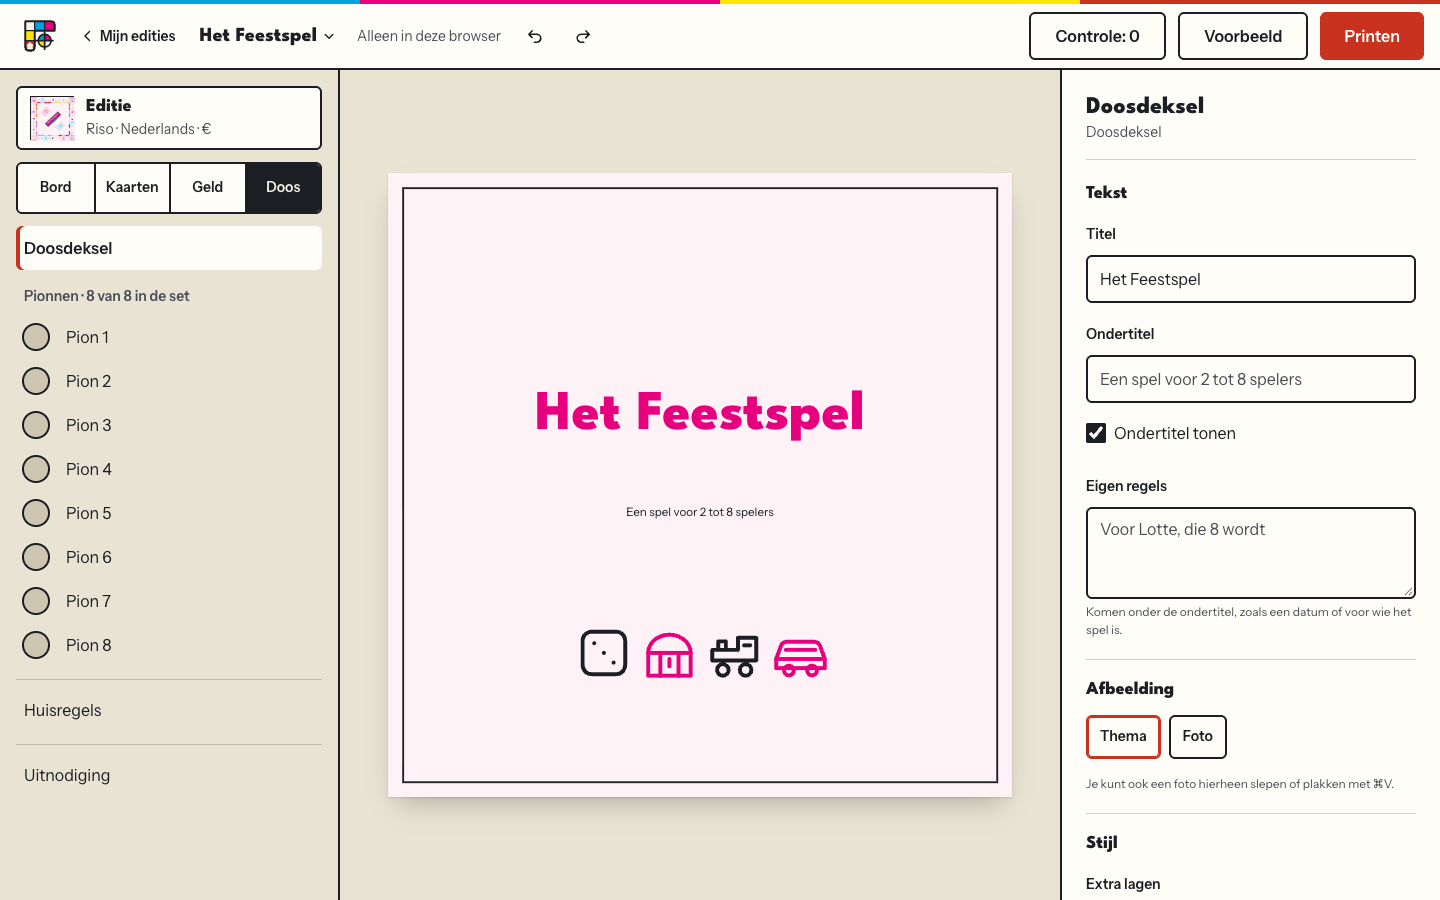 Mijn edities
Het Feestspel
Alleen in deze browser
Controle: 0
Voorbeeld
Printen
Editie
Riso · Nederlands · €
Bord
Kaarten
Geld
Doos
Doosdeksel
Pionnen · 8 van 8 in de set
Pion 1
Pion 2
Pion 3
Pion 4
Pion 5
Pion 6
Pion 7
Pion 8
Huisregels
Uitnodiging
Het Feestspel
Een spel voor 2 tot 8 spelers
Doosdeksel
Doosdeksel
Tekst
Titel
Het Feestspel
Ondertitel
Een spel voor 2 tot 8 spelers
Ondertitel tonen
Eigen regels
Voor Lotte, die 8 wordt
Komen onder de ondertitel, zoals een datum of voor wie het
spel is.
Afbeelding
Thema
Foto
Je kunt ook een foto hierheen slepen of plakken met ⌘V.
Stijl
Extra lagen